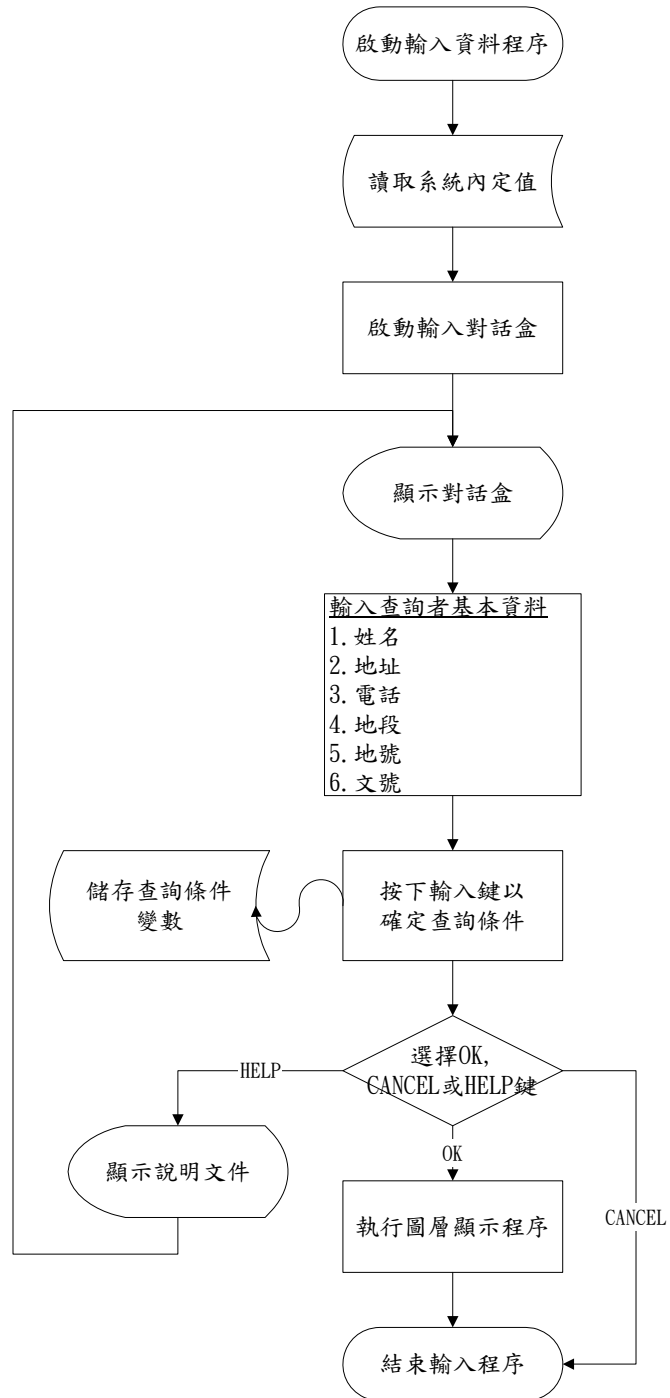 啟動輸入資料程序
讀取系統內定值
啟動輸入對話盒
顯示對話盒
輸入查詢者基本資料
1.姓名
2.地址
3.電話
4.地段
5.地號
6.文號
儲存查詢條件
變數
按下輸入鍵以
確定查詢條件
選擇OK,
CANCEL或HELP鍵
HELP
OK
CANCEL
顯示說明文件
執行圖層顯示程序
結束輸入程序